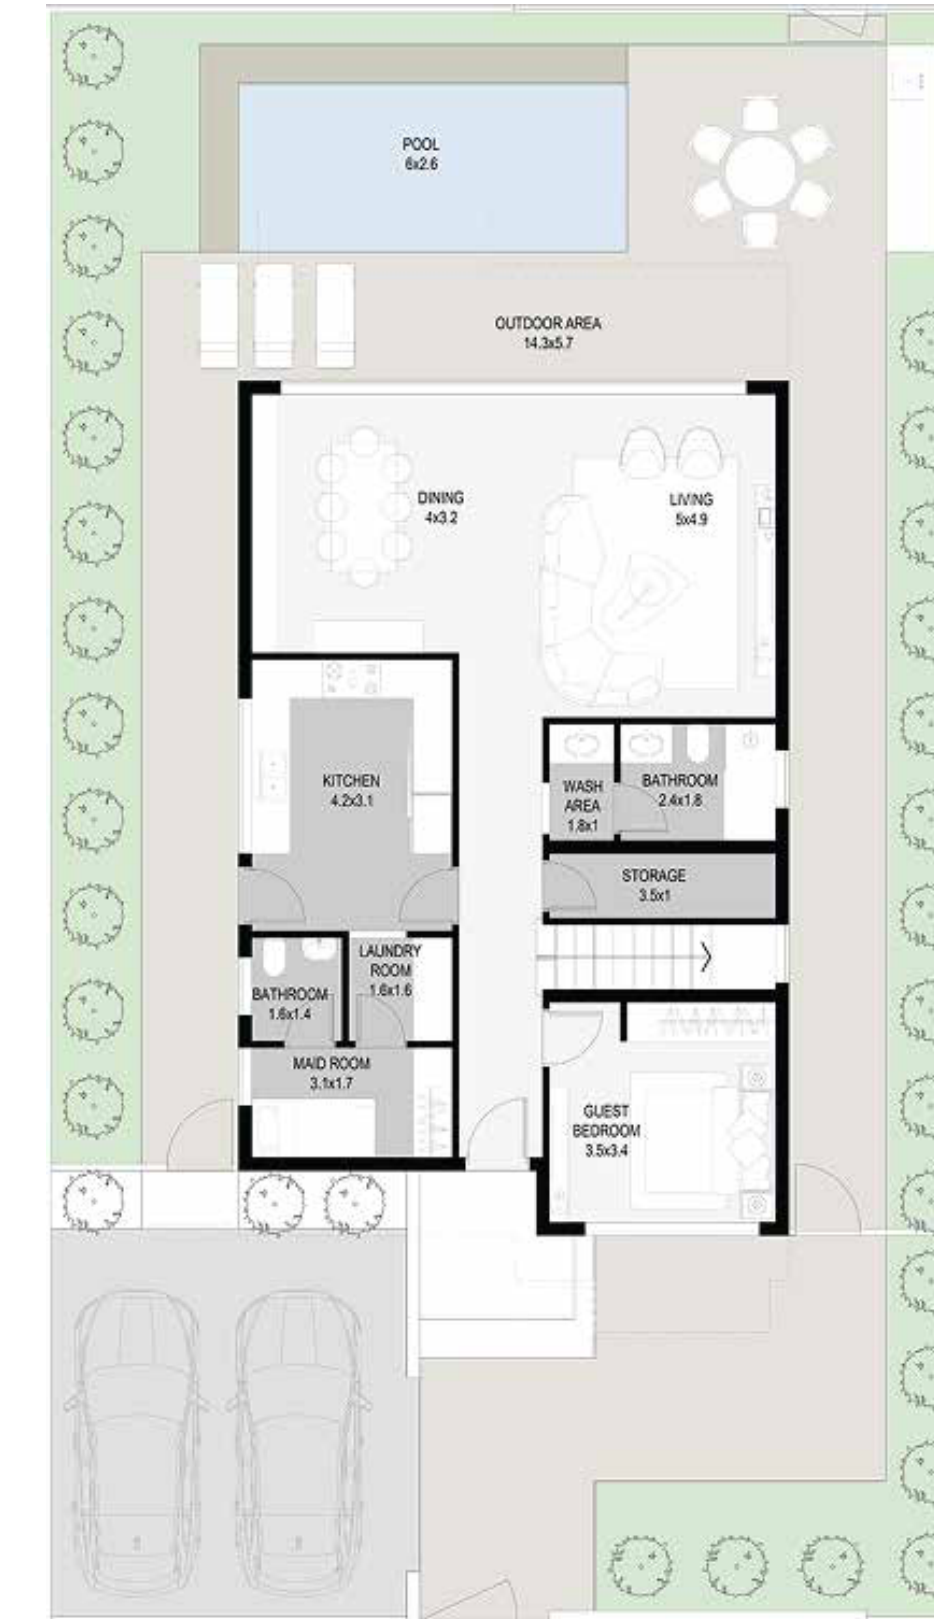 POOL
6x2.6
OUTDOOR AREA
14.3x5.7
DINING
4x3.2
LIVING
5x4.9
KITCHEN
4.2x3.1
WASH
AREA
1.8x1
BATHROOM
2.4x1.8
STORAGE
3.5x1
LAUNDRY
ROOM
1.6x1.6
BATHROOM
1.6x1.4
MAID ROOM
3.1x1.7
GUEST
BEDROOM
3.5x3.4